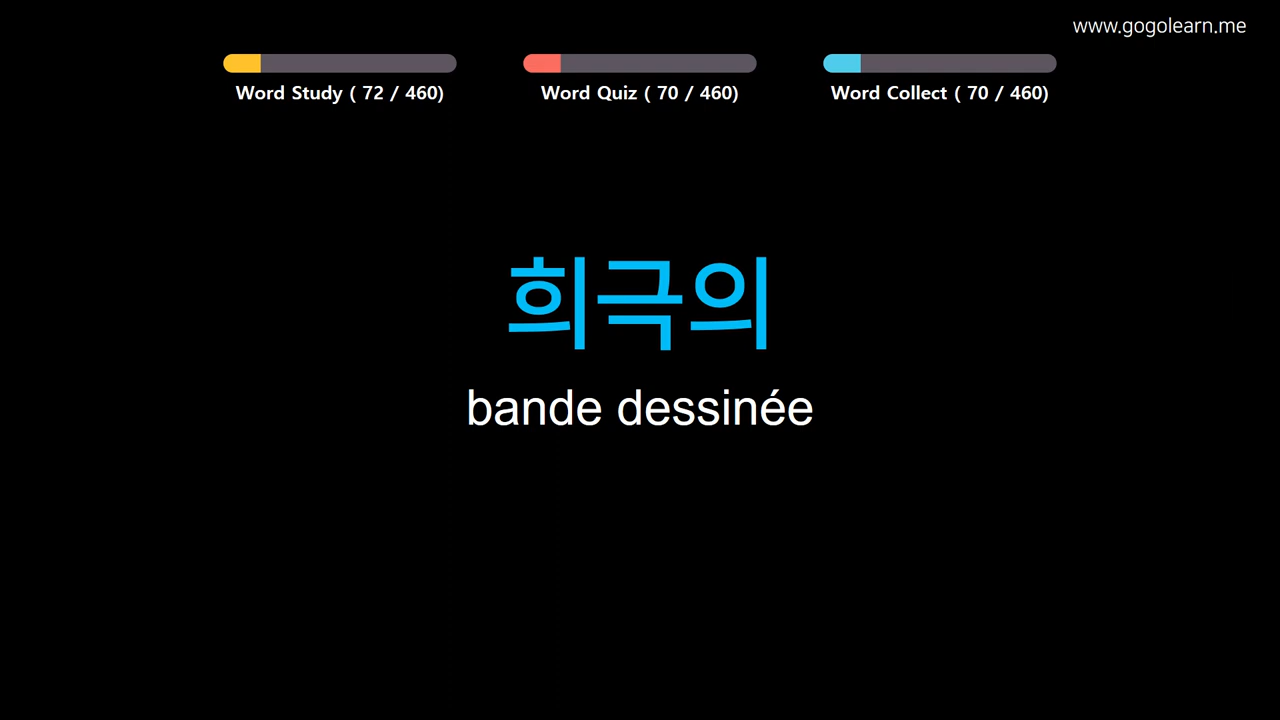 www.gogolearn.me
Word Study ( 72 / 460)
Word Quiz ( 70 / 460)
Word Collect ( 70 / 460)
희극의
bande dessinée